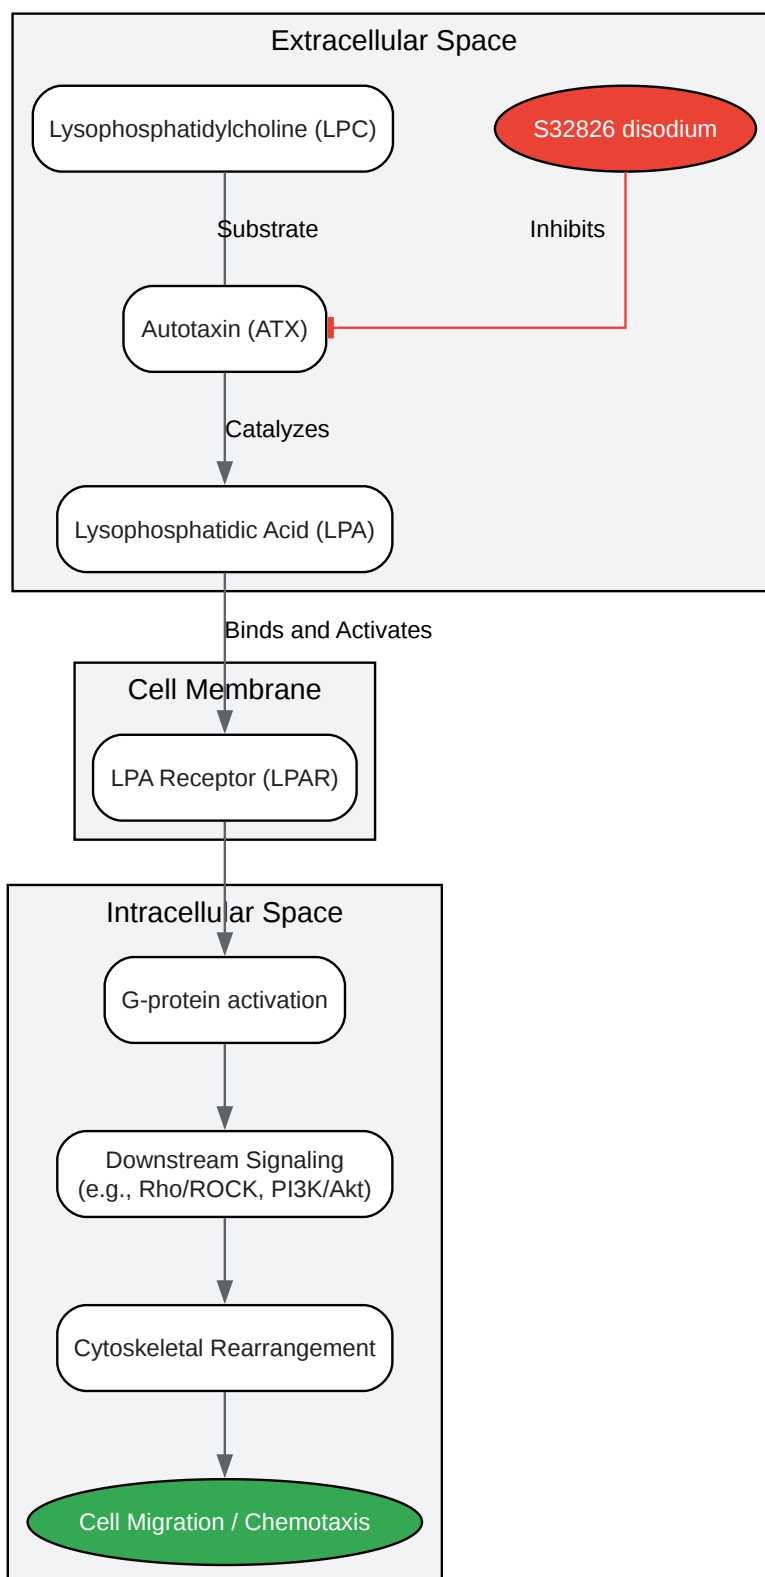 Extracellular Space
Lysophosphatidylcholine (LPC)
S32826 disodium
Substrate
Inhibits
Autotaxin (ATX)
Catalyzes
Lysophosphatidic Acid (LPA)
Binds and Activates
Cell Membrane
LPA Receptor (LPAR)
Intracellular Space
G-protein activation
Downstream Signaling
(e.g., Rho/ROCK, PI3K/Akt)
Cytoskeletal Rearrangement
Cell Migration / Chemotaxis